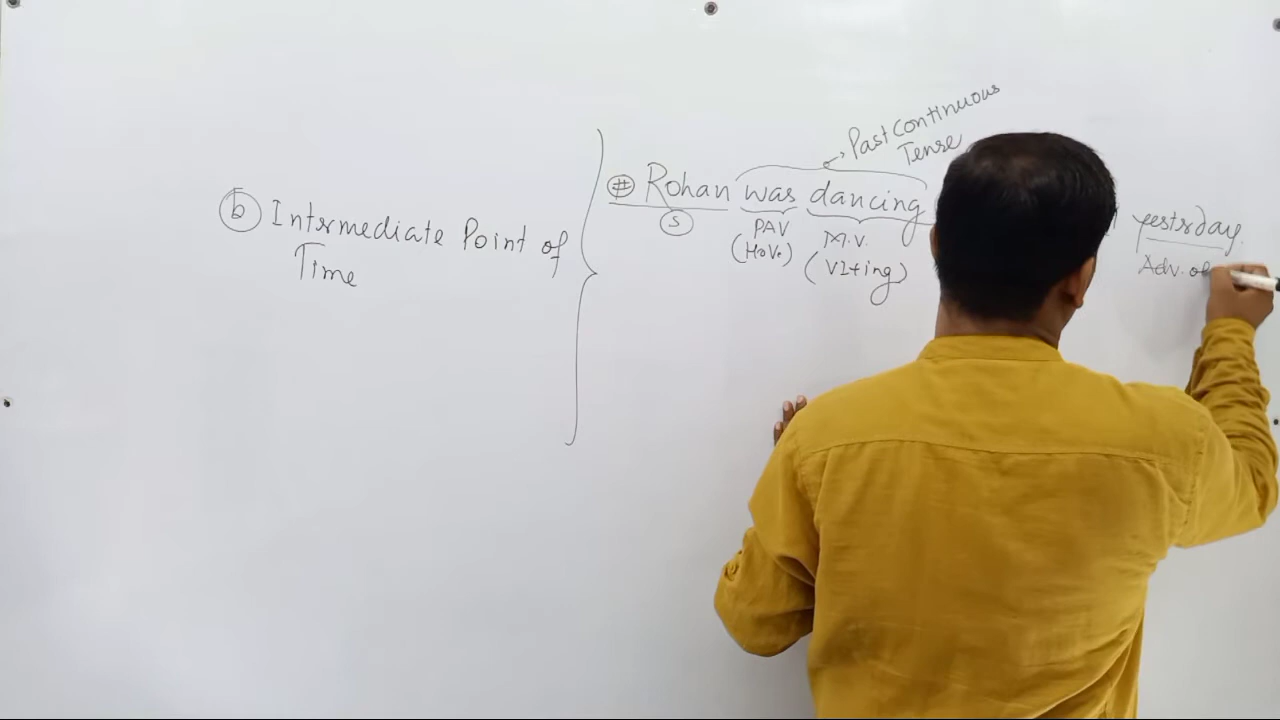 Past Continuous
Tense
# Rohan was dancing yesterday.
S PAV M.V. Adv. of
(H.V.) (V1+ing)
b Intermediate Point of
Time